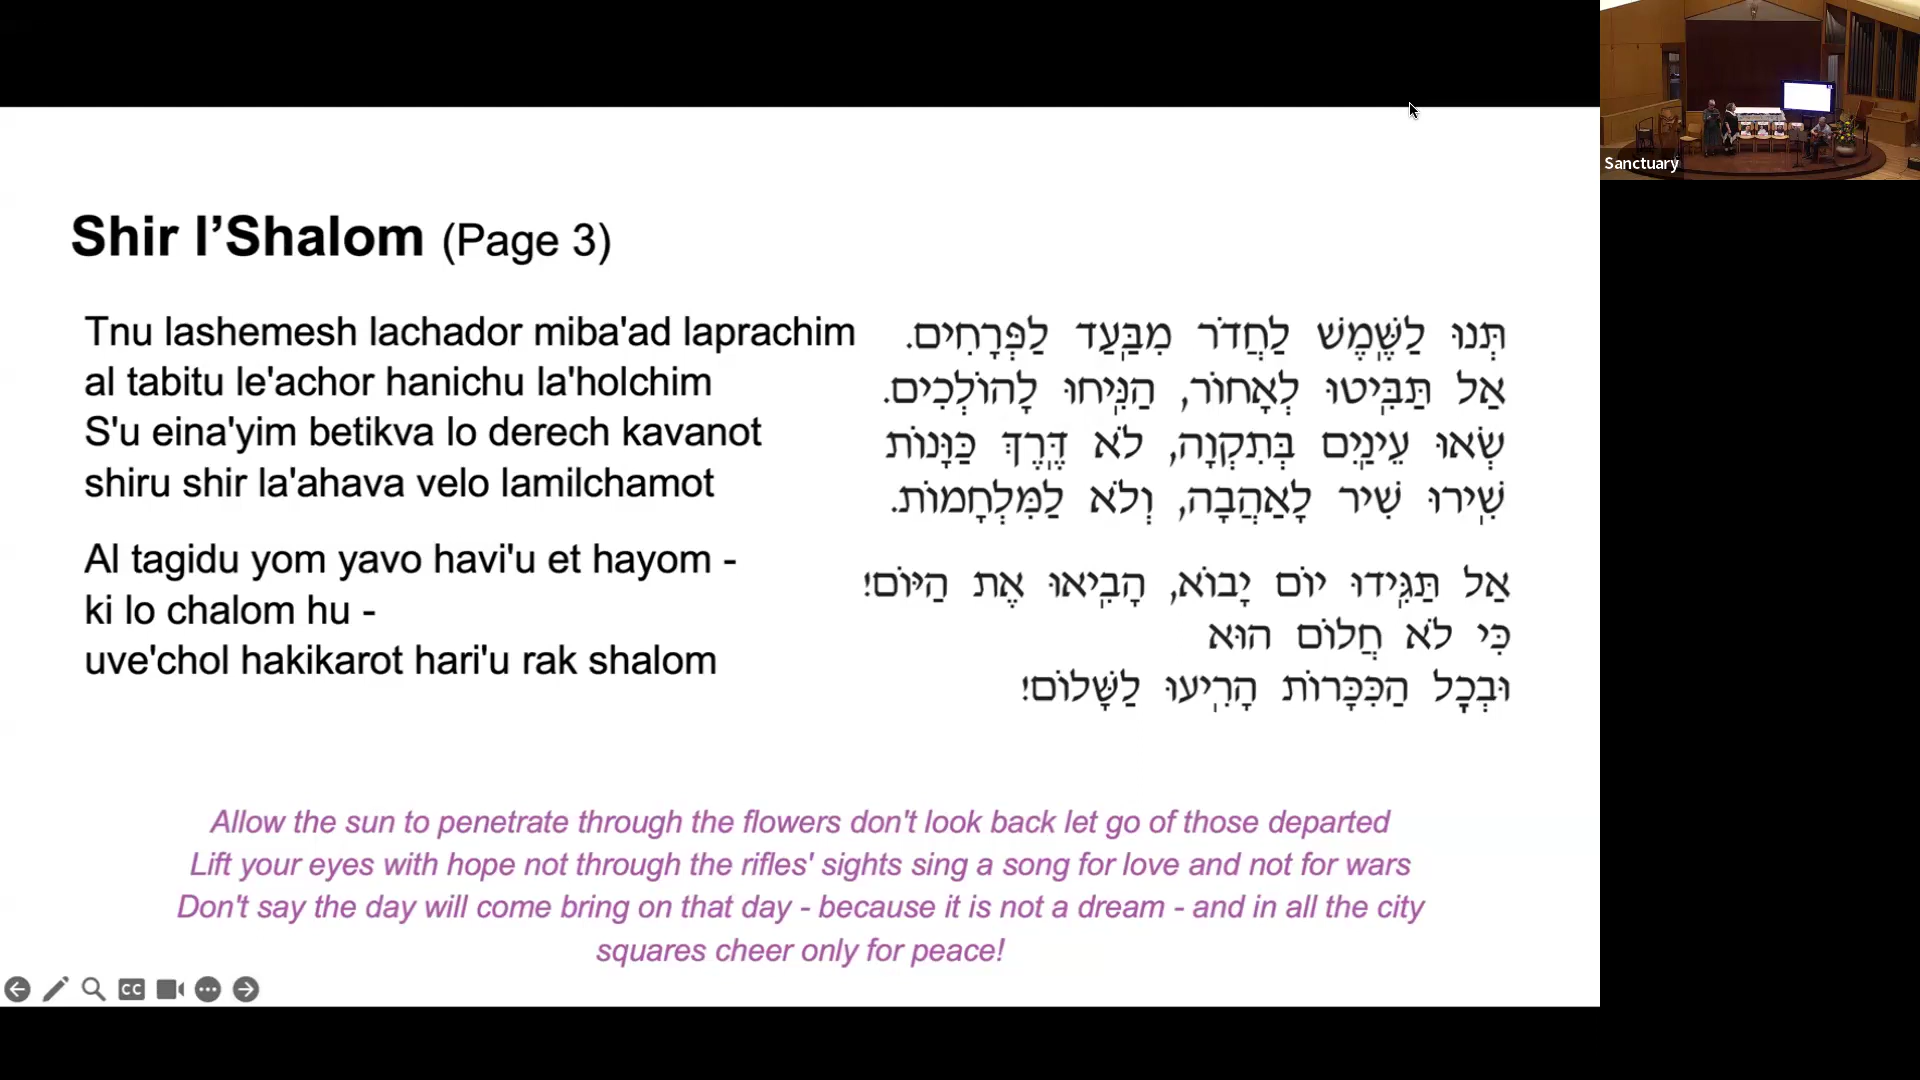 Sanctuary
Shir l’Shalom (Page 3)
Tnu lashemesh lachador miba'ad laprachim
al tabitu le'achor hanichu la'holchim
S'u eina'yim betikva lo derech kavanot
shiru shir la'ahava velo lamilchamot
Al tagidu yom yavo havi'u et hayom -
ki lo chalom hu -
uve'chol hakikarot hari'u rak shalom
תְּנוּ לַשֶּֽׁמֶשׁ לַחֲדֹר מִבַּֽעַד לַפְּרָחִים.
אַל תַּבִּֽיטוּ לְאָחוֹר, הַנִּֽיחוּ לָהוֹלְכִים.
שְׂאוּ עֵינַֽיִם בְּתִקְוָה, לֹא דֶּֽרֶךְ כַּוָּנוֹת
שִֽׁירוּ שִׁיר לָאַהֲבָה, וְלֹא לַמִּלְחָמוֹת.
אַל תַּגִּֽידוּ יוֹם יָבוֹא, הָבִֽיאוּ אֶת הַיּוֹם!
כִּי לֹא חֲלוֹם הוּא
וּבְכׇל הַכִּכָּרוֹת הָרִֽיעוּ לַשָּׁלוֹם!
Allow the sun to penetrate through the flowers don't look back let go of those departed
Lift your eyes with hope not through the rifles' sights sing a song for love and not for wars
Don't say the day will come bring on that day - because it is not a dream - and in all the city
squares cheer only for peace!
CC